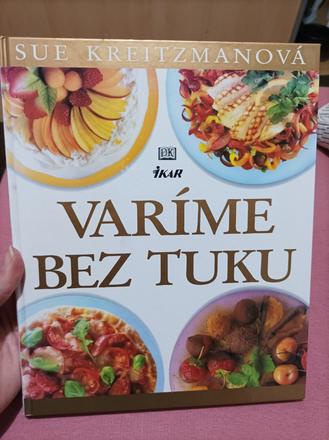 SUE KREITZMANOVÁ
DK
IKAR
VARÍME
BEZ TUKU